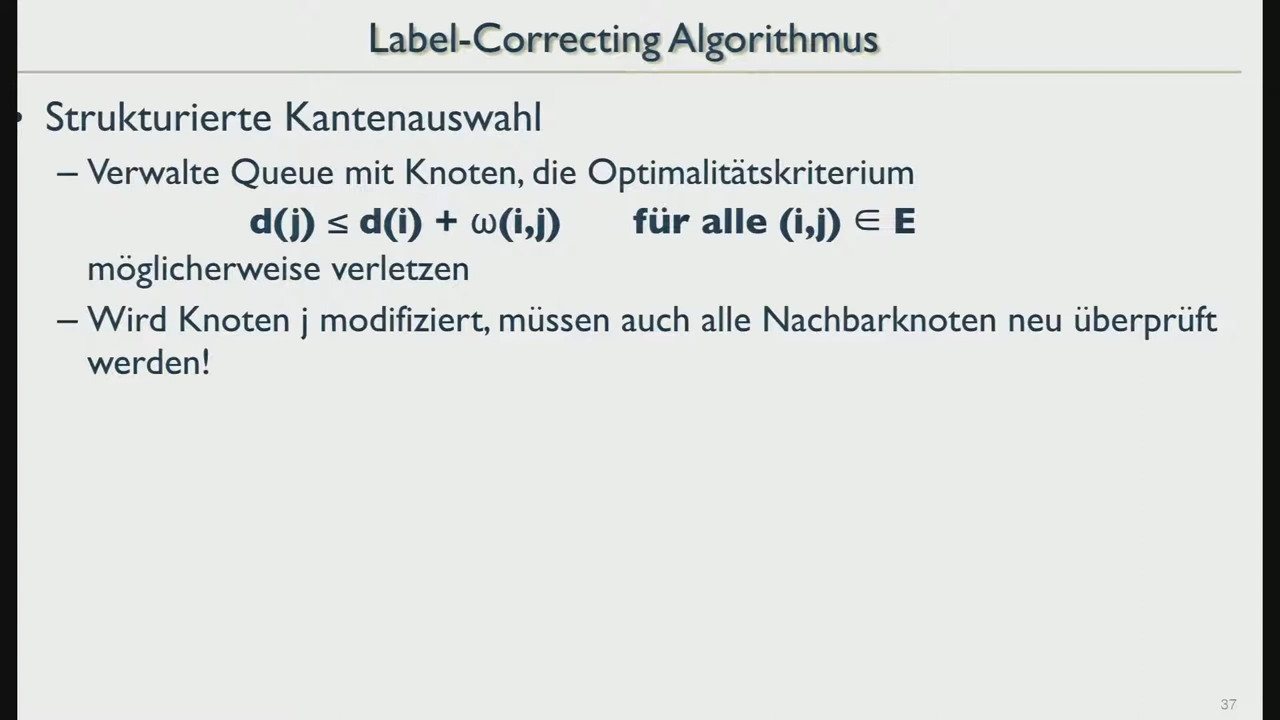 Label-Correcting Algorithmus
• Strukturierte Kantenauswahl
– Verwalte Queue mit Knoten, die Optimalitätskriterium
d(j) ≤ d(i) + ω(i,j) für alle (i,j) ∈ E
möglicherweise verletzen
– Wird Knoten j modifiziert, müssen auch alle Nachbarknoten neu überprüft
werden!
37